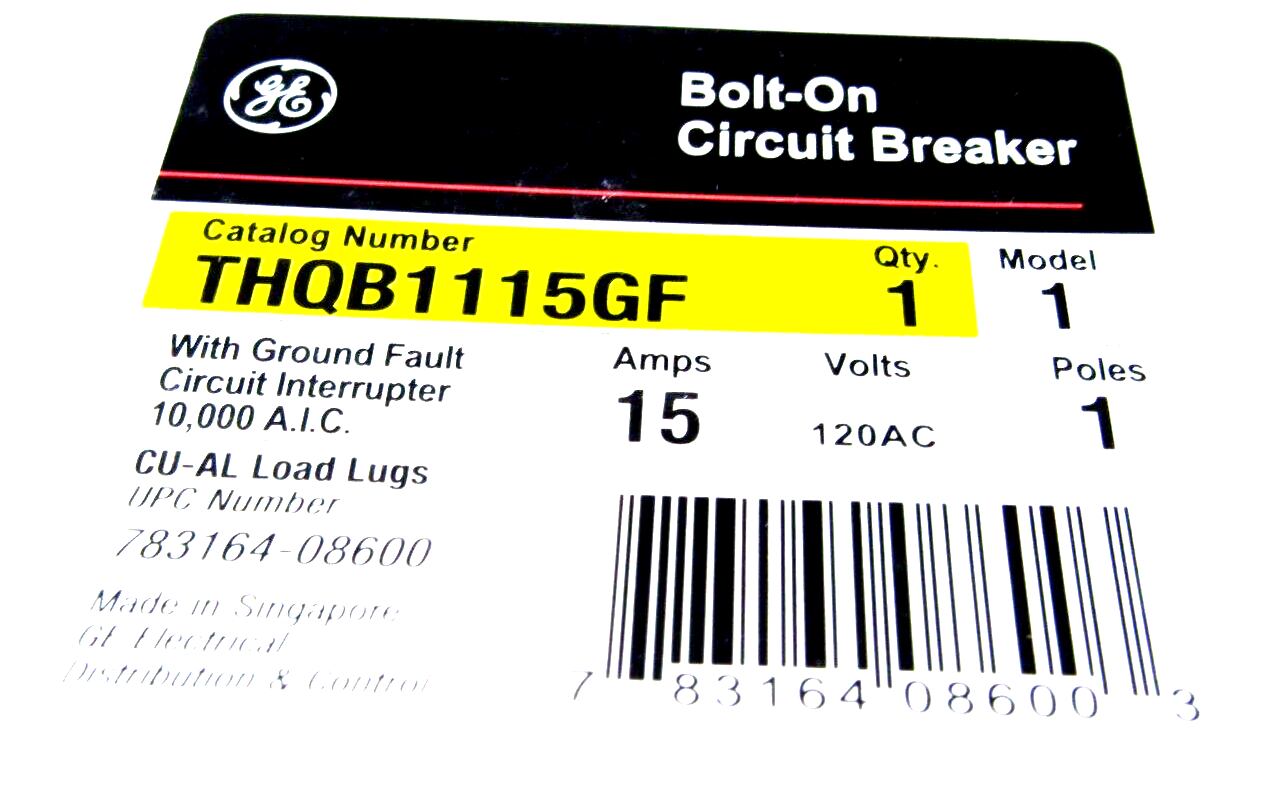 GE
Bolt-On
Circuit Breaker
Catalog Number
THQB1115GF
Qty.
1
Model
1
With Ground Fault
Circuit Interrupter
10,000 A.I.C.
Amps
15
Volts
120AC
Poles
1
CU-AL Load Lugs
UPC Number
783164-08600
Made in Singapore
GE Electrical
Distribution & Control
7 83164 08600 3